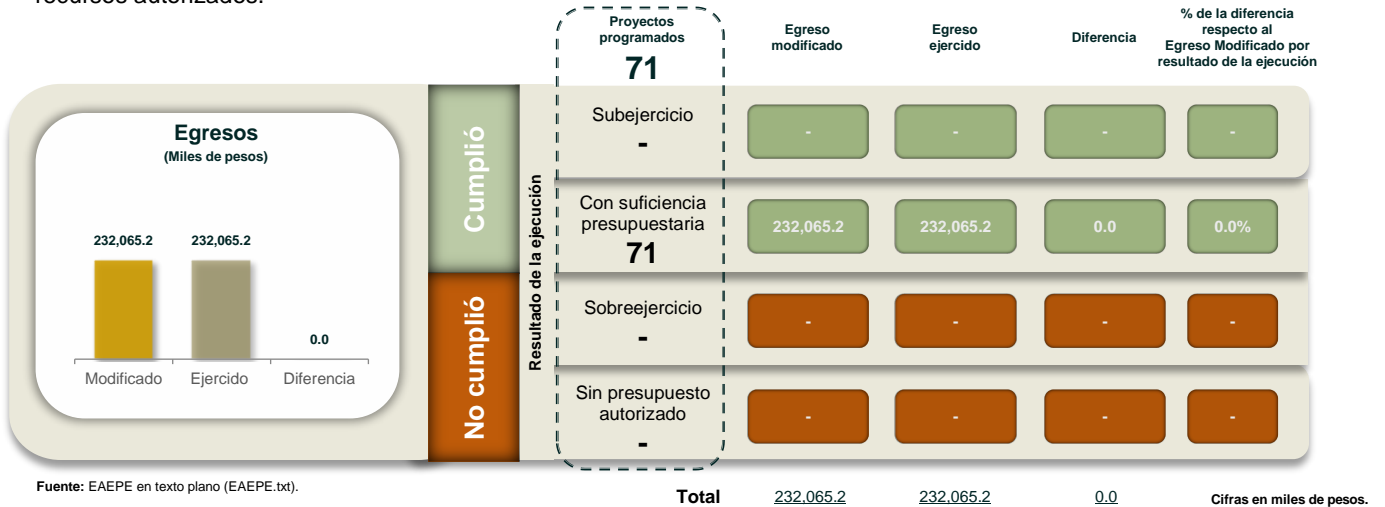 recursos autorizados.
Proyectos
programados
71
Egreso
modificado
Egreso
ejercido
Diferencia
% de la diferencia
respecto al
Egreso Modificado por
resultado de la ejecución
Egresos
(Miles de pesos)
232,065.2
232,065.2
0.0
Modificado
Ejercido
Diferencia
Cumplió
No cumplió
Resultado de la ejecución
Subejercicio
-
-
-
-
-
Con suficiencia
presupuestaria
71
232,065.2
232,065.2
0.0
0.0%
Sobreejercicio
-
-
-
-
-
Sin presupuesto
autorizado
-
-
-
-
-
Fuente: EAEPE en texto plano (EAEPE.txt).
Total
232,065.2
232,065.2
0.0
Cifras en miles de pesos.